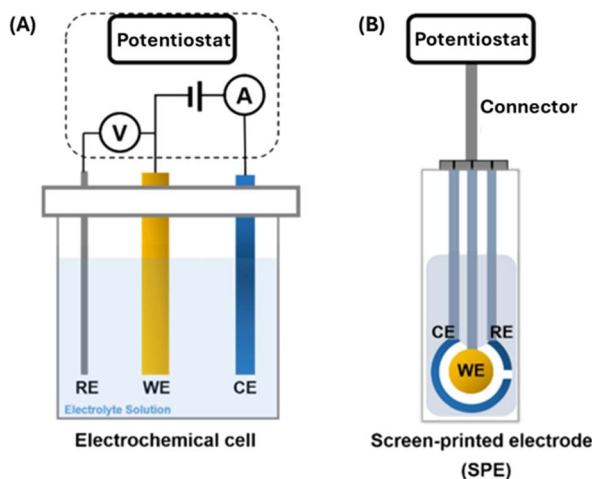 (A)
Potentiostat
A
V
RE
WE
CE
Electrolyte Solution
Electrochemical cell
(B)
Potentiostat
Connector
CE
RE
WE
Screen-printed electrode
(SPE)